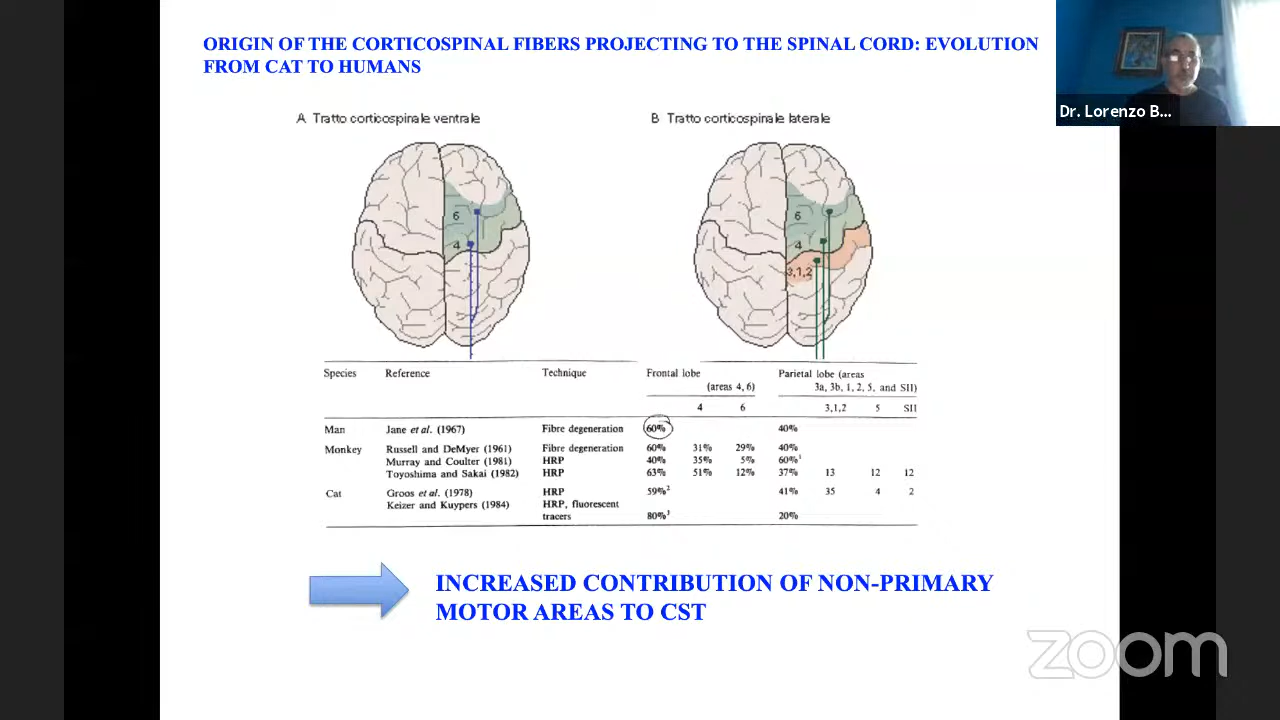 ORIGIN OF THE CORTICOSPINAL FIBERS PROJECTING TO THE SPINAL CORD: EVOLUTION
FROM CAT TO HUMANS
Dr. Lorenzo B...
A Tratto corticospinale ventrale
B Tratto corticospinale laterale
6
4
6
4
3,1,2
Species Reference Technique Frontal lobe Parietal lobe (areas
(areas 4, 6) 3a, 3b, 1, 2, 5, and SII)
4 6 3,1,2 5 SII
Man Jane et al. (1967) Fibre degeneration 60% 40%
Monkey Russell and DeMyer (1961) Fibre degeneration 60% 31% 29% 40%
Murray and Coulter (1981) HRP 40% 35% 5% 60%¹
Toyoshima and Sakai (1982) HRP 63% 51% 12% 37% 13 12 12
Cat Groos et al. (1978) HRP 59%² 41% 35 4 2
Keizer and Kuypers (1984) HRP, fluorescent
tracers 80%³ 20%
INCREASED CONTRIBUTION OF NON-PRIMARY
MOTOR AREAS TO CST
zoom